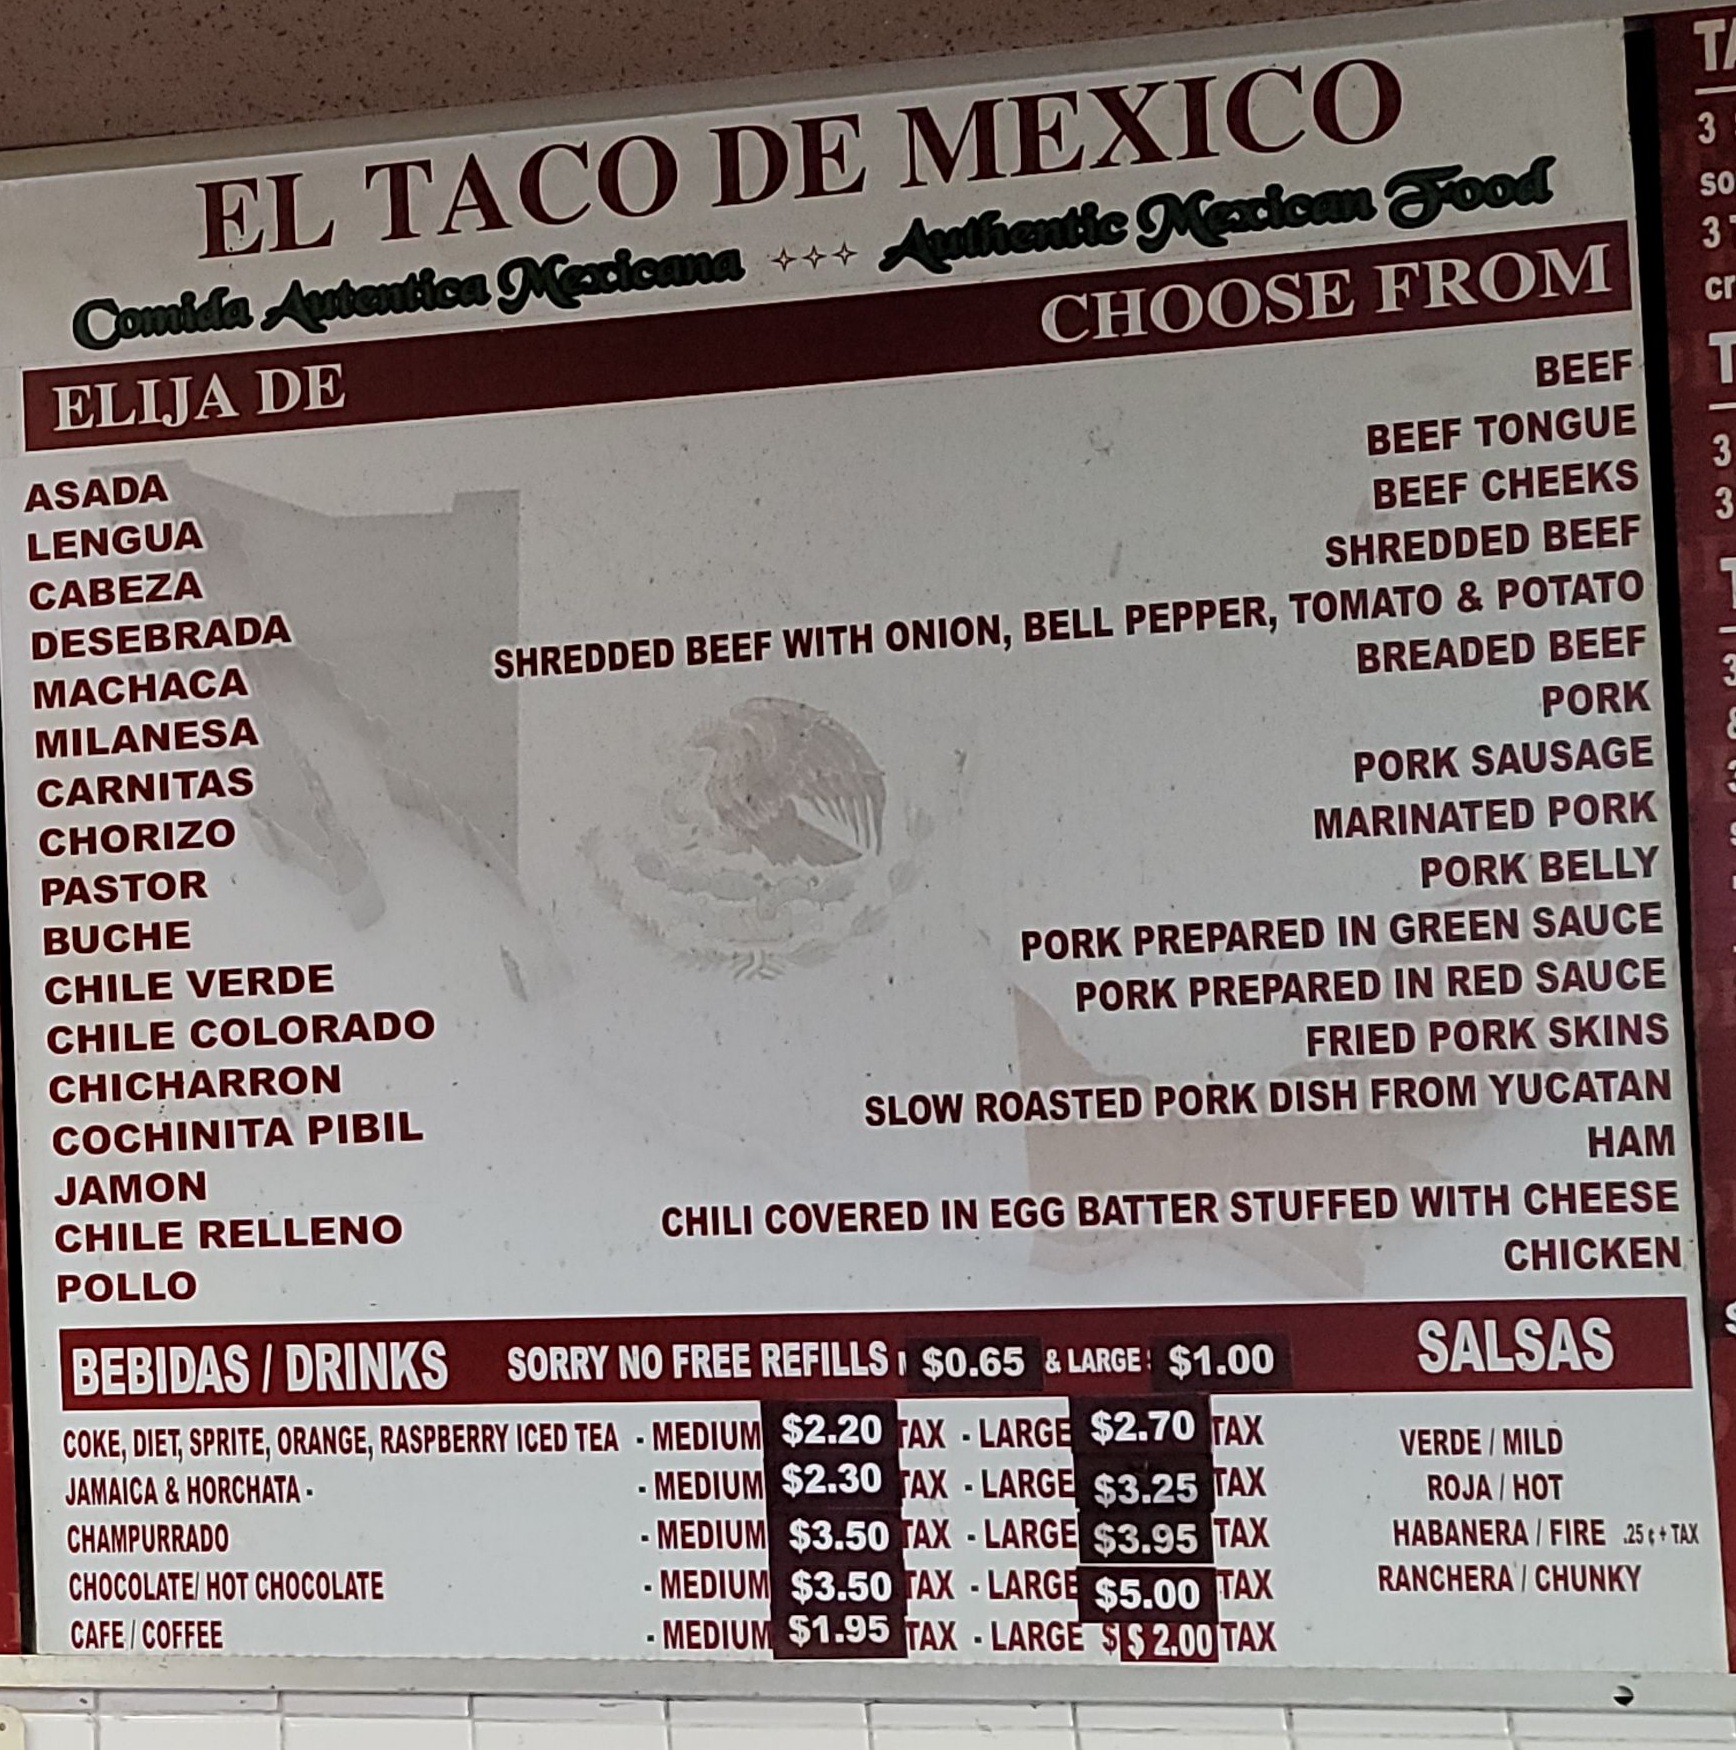 EL TACO DE MEXICO
Comida Autentica Mexicana Authentic Mexican Food
ELIJA DE CHOOSE FROM
ASADA BEEF
LENGUA BEEF TONGUE
CABEZA BEEF CHEEKS
DESEBRADA SHREDDED BEEF
MACHACA SHREDDED BEEF WITH ONION, BELL PEPPER, TOMATO & POTATO
MILANESA BREADED BEEF
CARNITAS PORK
CHORIZO PORK SAUSAGE
PASTOR MARINATED PORK
BUCHE PORK BELLY
CHILE VERDE PORK PREPARED IN GREEN SAUCE
CHILE COLORADO PORK PREPARED IN RED SAUCE
CHICHARRON FRIED PORK SKINS
COCHINITA PIBIL SLOW ROASTED PORK DISH FROM YUCATAN
JAMON HAM
CHILE RELLENO CHILI COVERED IN EGG BATTER STUFFED WITH CHEESE
POLLO CHICKEN
BEBIDAS / DRINKS SORRY NO FREE REFILLS $0.65 & LARGE $1.00 SALSAS
COKE, DIET, SPRITE, ORANGE, RASPBERRY ICED TEA - MEDIUM $2.20 TAX - LARGE $2.70 TAX VERDE / MILD
JAMAICA & HORCHATA - - MEDIUM $2.30 TAX - LARGE $3.25 TAX ROJA / HOT
CHAMPURRADO - MEDIUM $3.50 TAX - LARGE $3.95 TAX HABANERA / FIRE .25 ¢ + TAX
CHOCOLATE/ HOT CHOCOLATE - MEDIUM $3.50 TAX - LARGE $5.00 TAX RANCHERA / CHUNKY
CAFE / COFFEE - MEDIUM $1.95 TAX - LARGE $ $ 2.00 TAX
3
so
3
cr
3
3